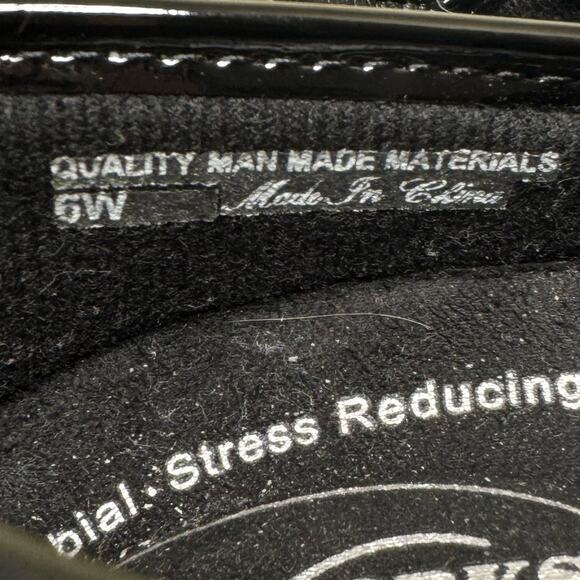 QUALITY MAN MADE MATERIALS
6W Made In China
bial · Stress Reducing